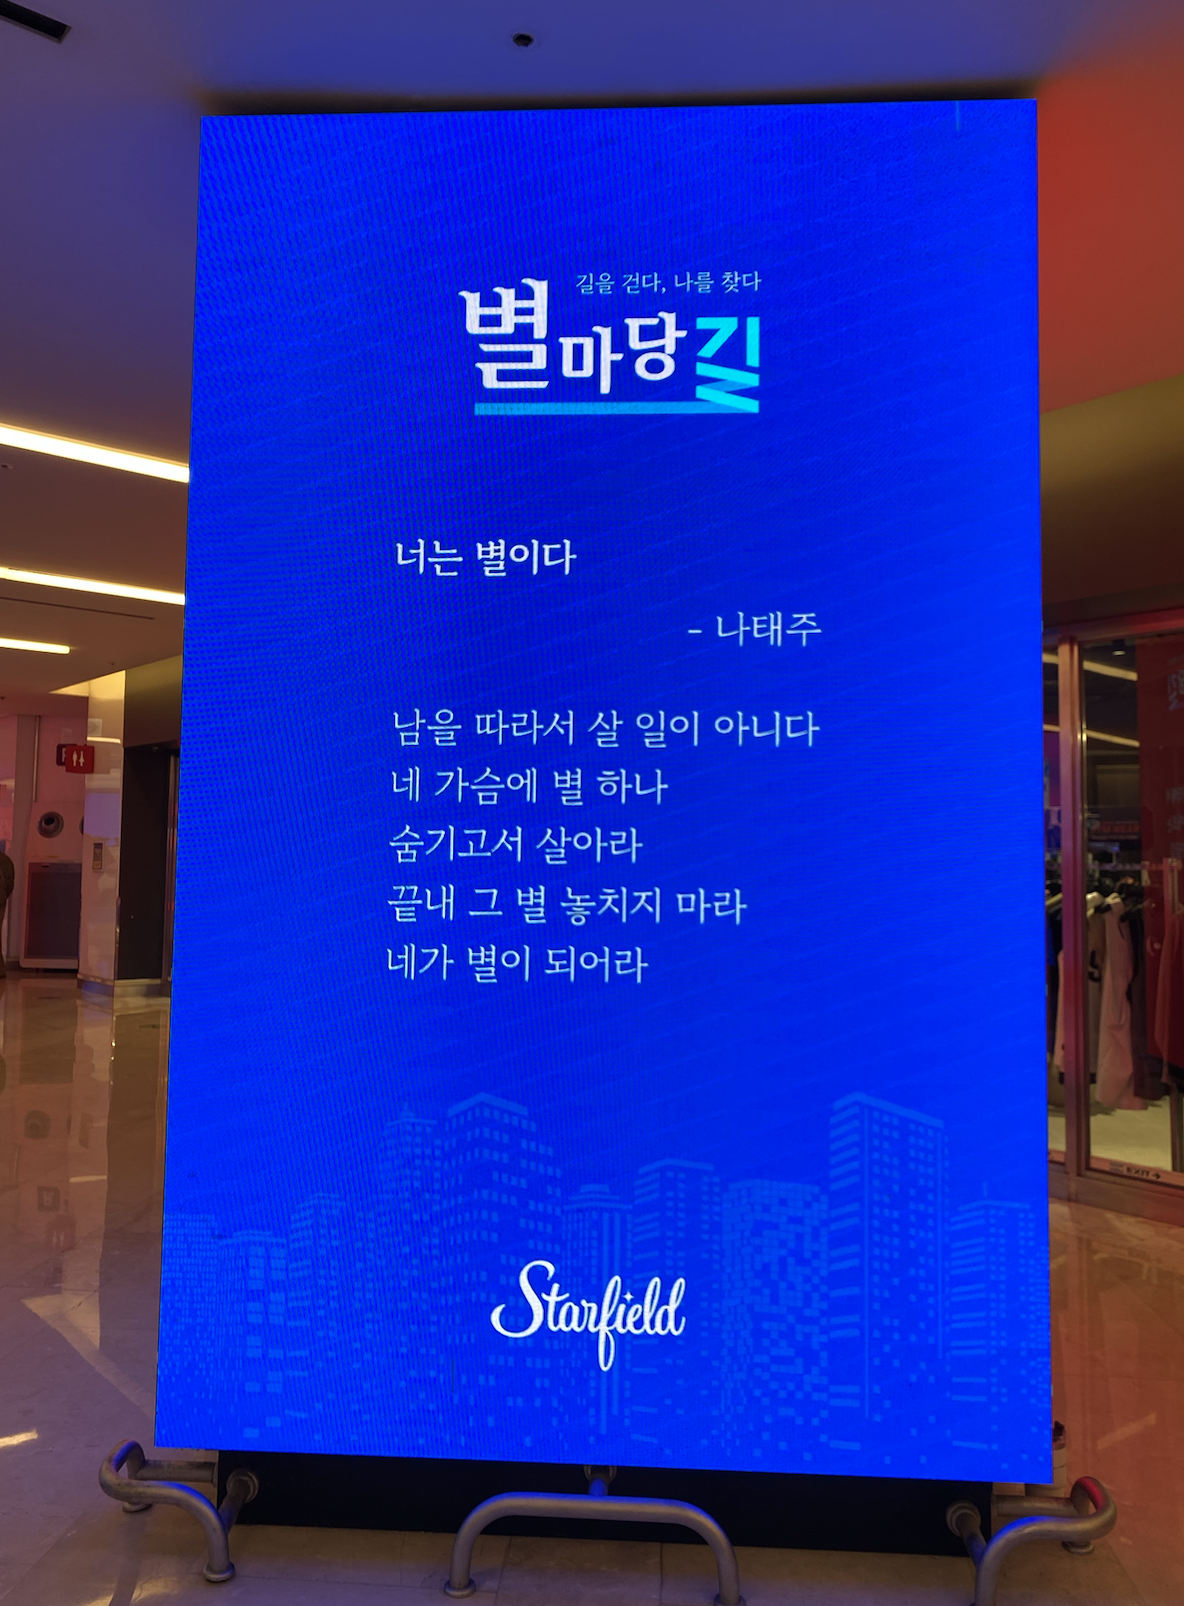 길을 걷다, 나를 찾다
별마당길
너는 별이다
- 나태주
남을 따라서 살 일이 아니다
네 가슴에 별 하나
숨기고서 살아라
끝내 그 별 놓치지 마라
네가 별이 되어라
Starfield
EXIT →